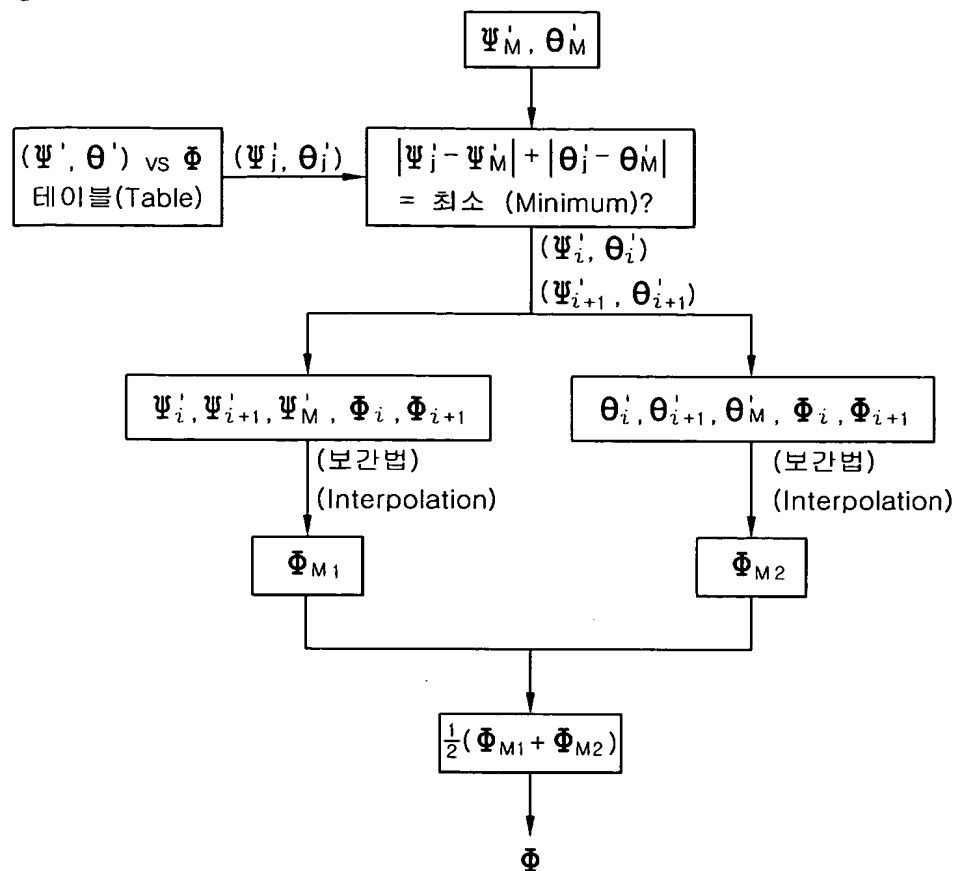 Ψ'M, θ'M
(Ψ', θ') vs Φ
테이블(Table)
(Ψ'j, θ'j)
|Ψ'j - Ψ'M| + |θ'j - θ'M|
= 최소 (Minimum)?
(Ψ'i, θ'i)
(Ψ'i+1, θ'i+1)
Ψ'i, Ψ'i+1, Ψ'M, Φi, Φi+1
θ'i, θ'i+1, θ'M, Φi, Φi+1
(보간법)
(Interpolation)
(보간법)
(Interpolation)
ΦM1
ΦM2
1/2(ΦM1 + ΦM2)
Φ